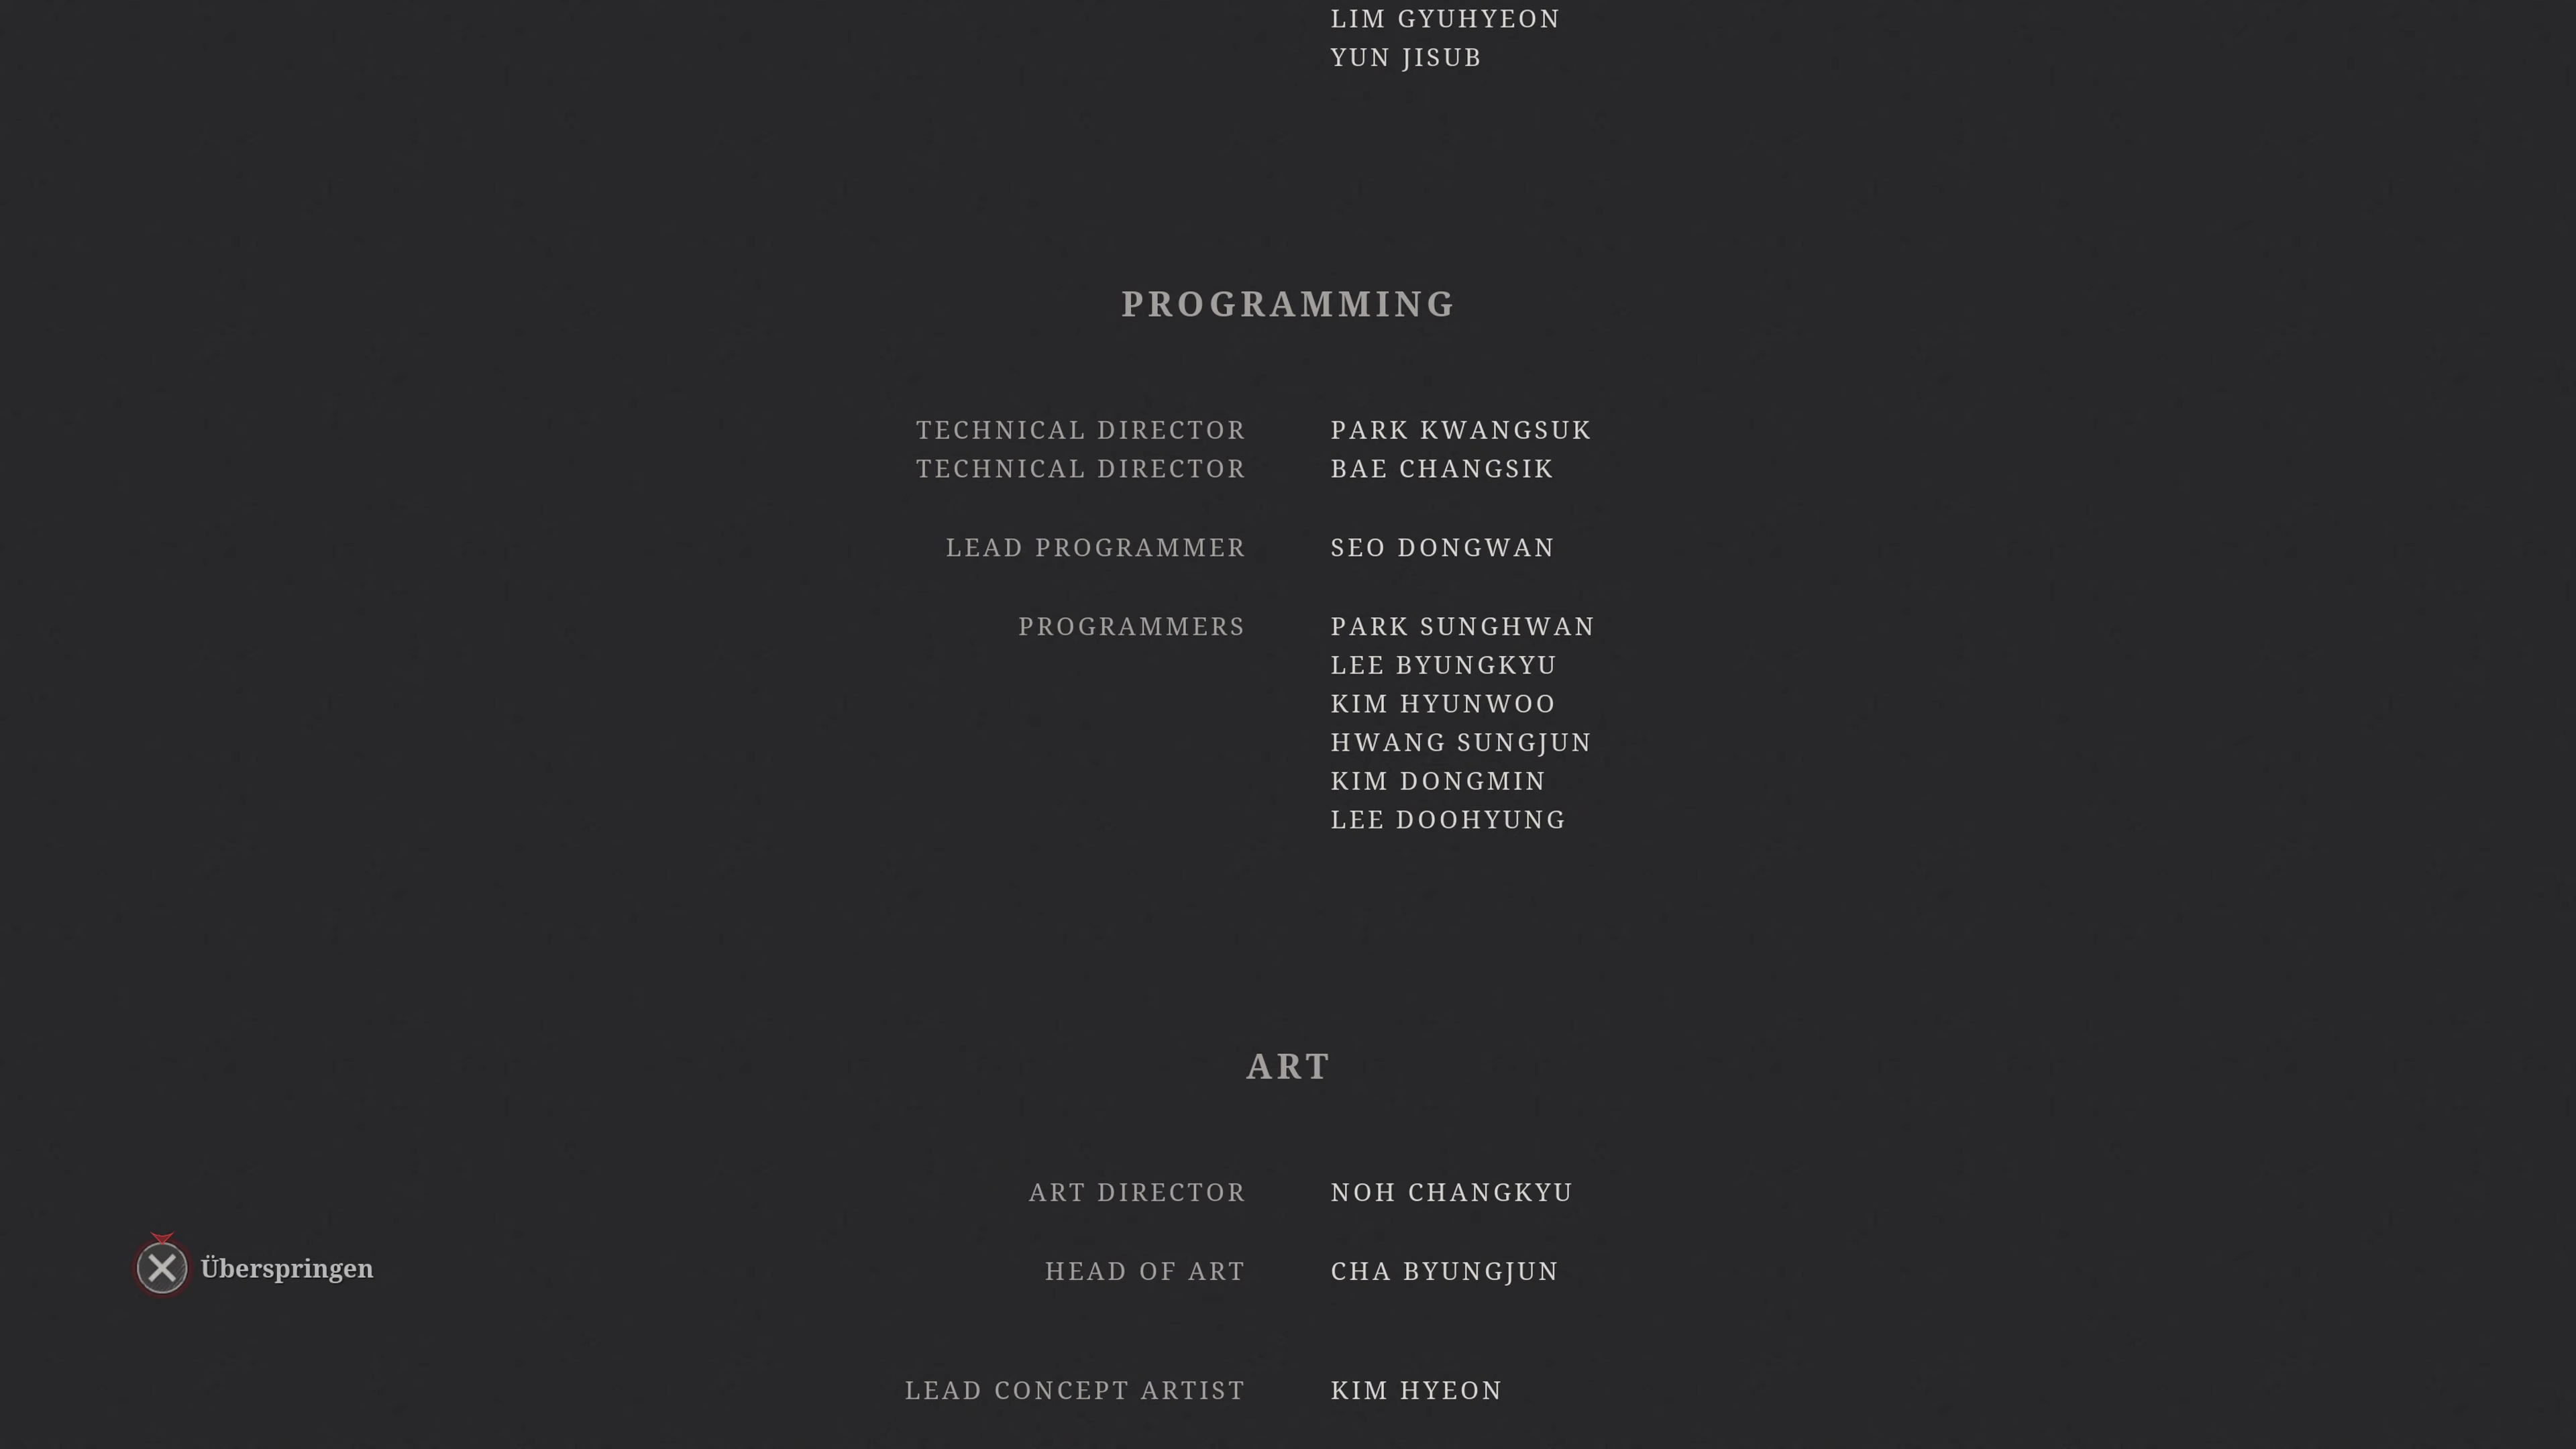 LIM GYUHYEON
YUN JISUB
PROGRAMMING
TECHNICAL DIRECTOR PARK KWANGSUK
TECHNICAL DIRECTOR BAE CHANGSIK
LEAD PROGRAMMER SEO DONGWAN
PROGRAMMERS PARK SUNGHWAN
LEE BYUNGKYU
KIM HYUNWOO
HWANG SUNGJUN
KIM DONGMIN
LEE DOOHYUNG
ART
ART DIRECTOR NOH CHANGKYU
HEAD OF ART CHA BYUNGJUN
Überspringen
LEAD CONCEPT ARTIST KIM HYEON